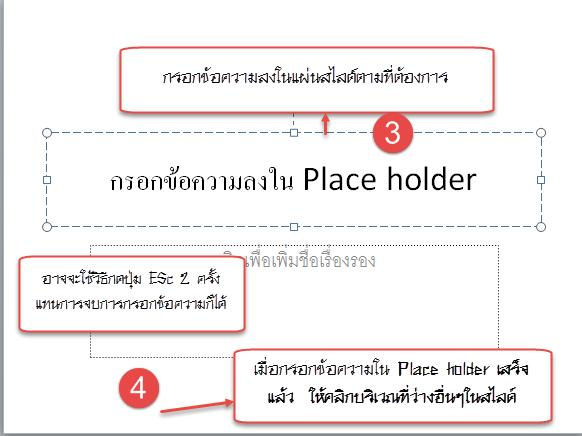 กรอกข้อความลงในแผ่นสไลด์ตามที่ต้องการ
3
กรอกข้อความลงใน Place holder
เพื่อเพิ่มชื่อเรื่องรอง
อาจจะใช้วิธีกดปุ่ม ESc 2 ครั้ง
แทนการจบการกรอกข้อความก็ได้
4
เมื่อกรอกข้อความใน Place holder เสร็จ
แล้ว ให้คลิกบริเวณที่ว่างอื่นๆในสไลด์